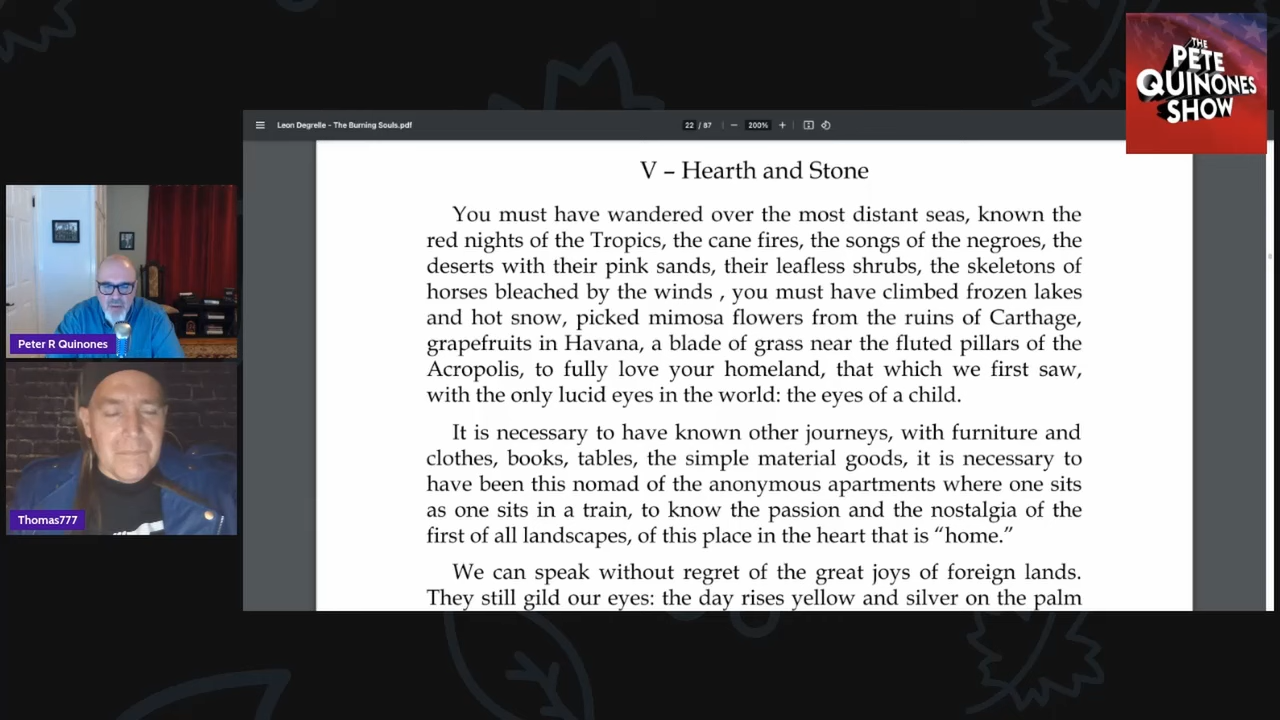 THE
PETE
QUINONES
SHOW
Leon Degrelle - The Burning Souls.pdf
22 / 87
200%
V – Hearth and Stone
You must have wandered over the most distant seas, known the
red nights of the Tropics, the cane fires, the songs of the negroes, the
deserts with their pink sands, their leafless shrubs, the skeletons of
horses bleached by the winds , you must have climbed frozen lakes
and hot snow, picked mimosa flowers from the ruins of Carthage,
grapefruits in Havana, a blade of grass near the fluted pillars of the
Acropolis, to fully love your homeland, that which we first saw,
with the only lucid eyes in the world: the eyes of a child.
It is necessary to have known other journeys, with furniture and
clothes, books, tables, the simple material goods, it is necessary to
have been this nomad of the anonymous apartments where one sits
as one sits in a train, to know the passion and the nostalgia of the
first of all landscapes, of this place in the heart that is “home.”
We can speak without regret of the great joys of foreign lands.
They still gild our eyes: the day rises yellow and silver on the palm
Peter R Quinones
Thomas777